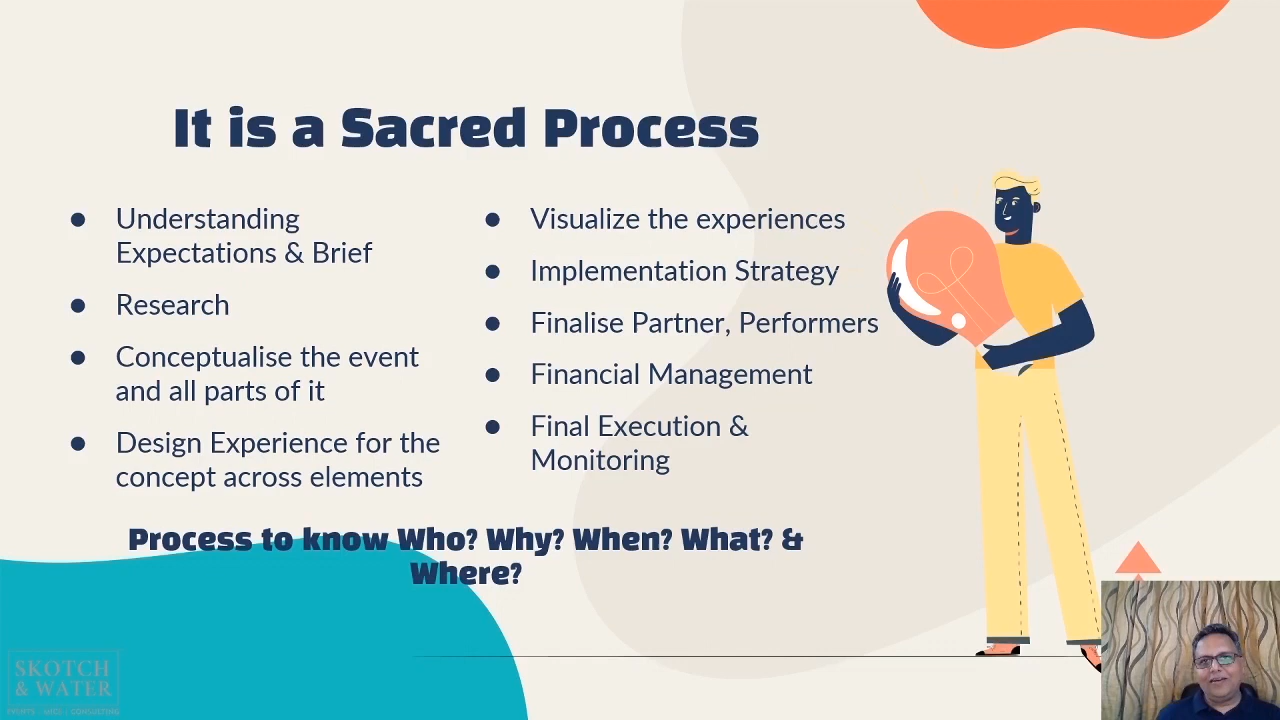 It is a Sacred Process
● Understanding
Expectations & Brief
● Research
● Conceptualise the event
and all parts of it
● Design Experience for the
concept across elements
● Visualize the experiences
● Implementation Strategy
● Finalise Partner, Performers
● Financial Management
● Final Execution &
Monitoring
Process to know Who? Why? When? What? &
Where?
SKOTCH
& WATER